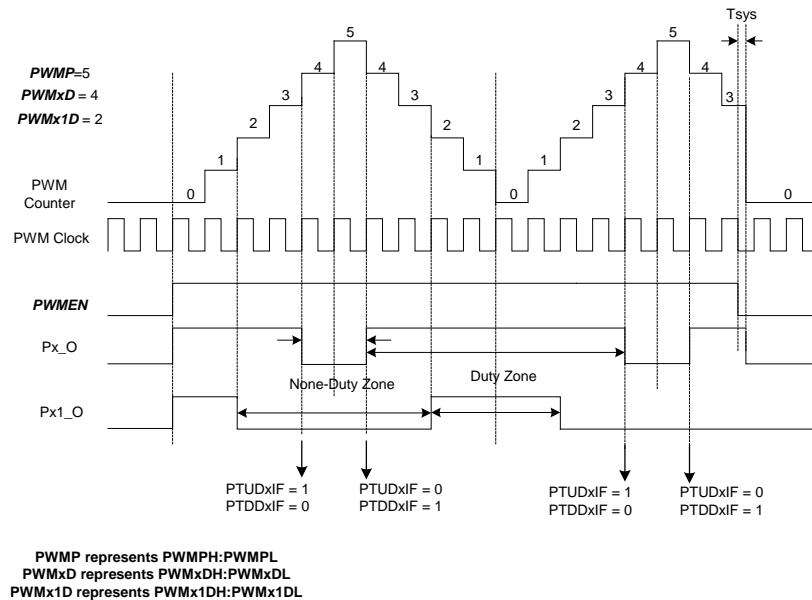 Tsys
5
5
PWMP=5
4
4
4
4
PWMxD = 4
3
3
3
3
PWMx1D = 2
2
2
2
1
1
1
PWM
Counter
0
0
0
PWM Clock
PWMEN
Px_O
None-Duty Zone
Duty Zone
Px1_O
PTUDxIF = 1
PTDDxIF = 0
PTUDxIF = 0
PTDDxIF = 1
PTUDxIF = 1
PTDDxIF = 0
PTUDxIF = 0
PTDDxIF = 1
PWMP represents PWMPH:PWMPL
PWMxD represents PWMxDH:PWMxDL
PWMx1D represents PWMx1DH:PWMx1DL